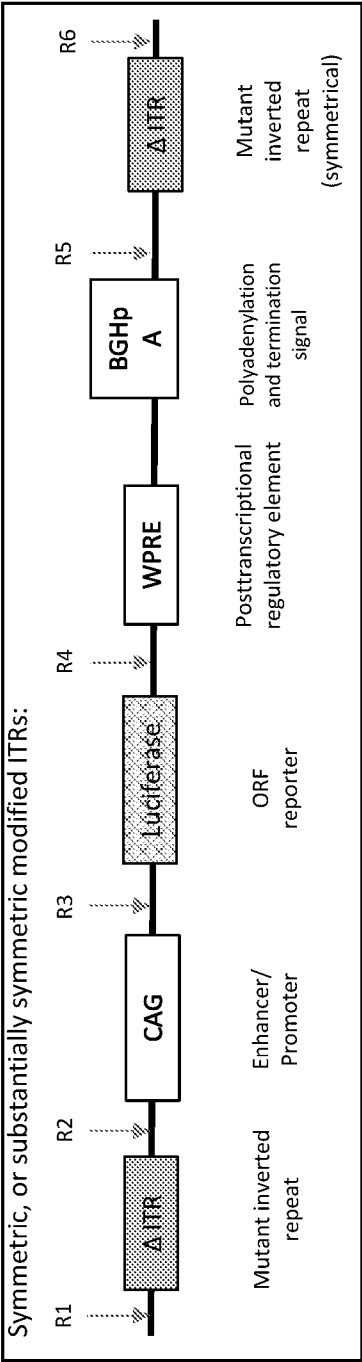 Symmetric, or substantially symmetric modified ITRs:
R1
R2
R3
R4
R5
R6
Δ ITR
CAG
Luciferase
WPRE
BGHp
A
Δ ITR
Mutant inverted
repeat
Enhancer/
Promoter
ORF
reporter
Posttranscriptional
regulatory element
Polyadenylation
and termination
signal
Mutant
inverted
repeat
(symmetrical)